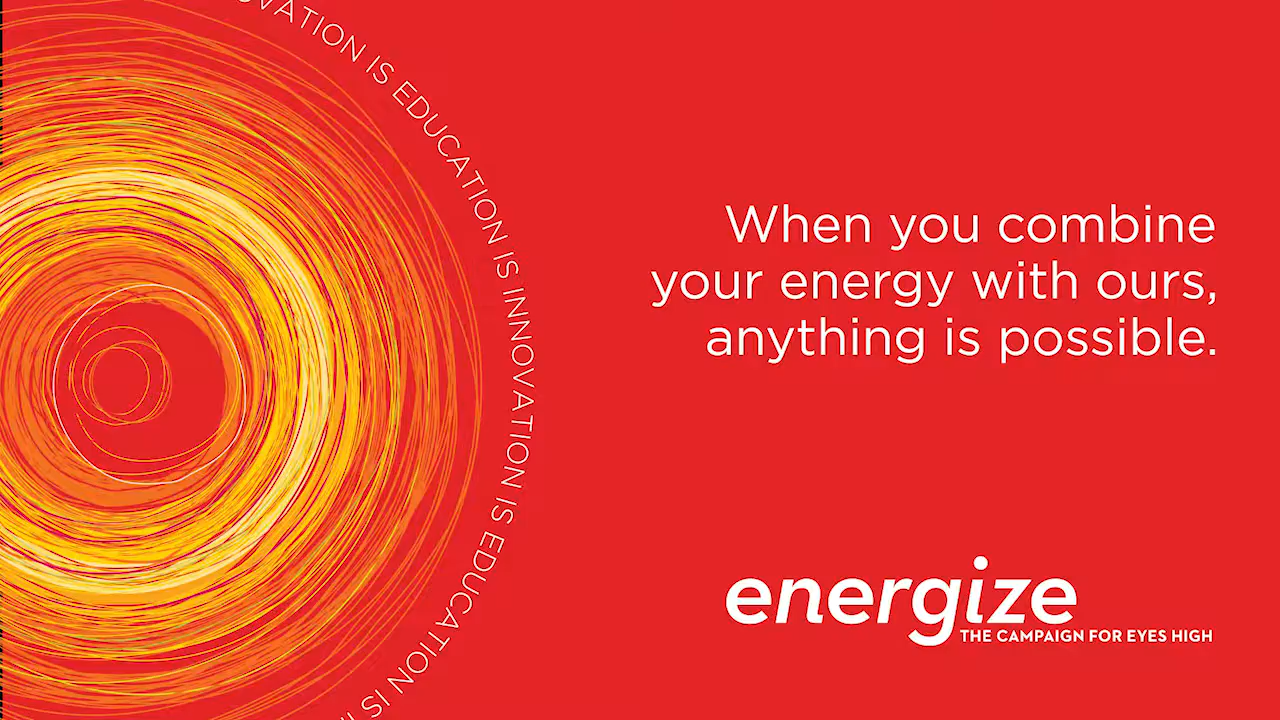 OVATION IS EDUCATION IS INNOVATION IS EDUCATION IS
When you combine
your energy with ours,
anything is possible.
energize
THE CAMPAIGN FOR EYES HIGH